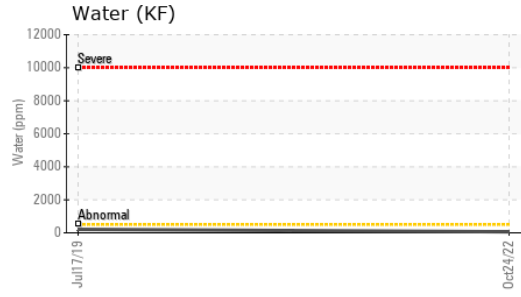 Water (KF)
12000
Severe
10000
8000
Water (ppm)
6000
4000
2000
Abnormal
0
Jul17/19
Oct24/22